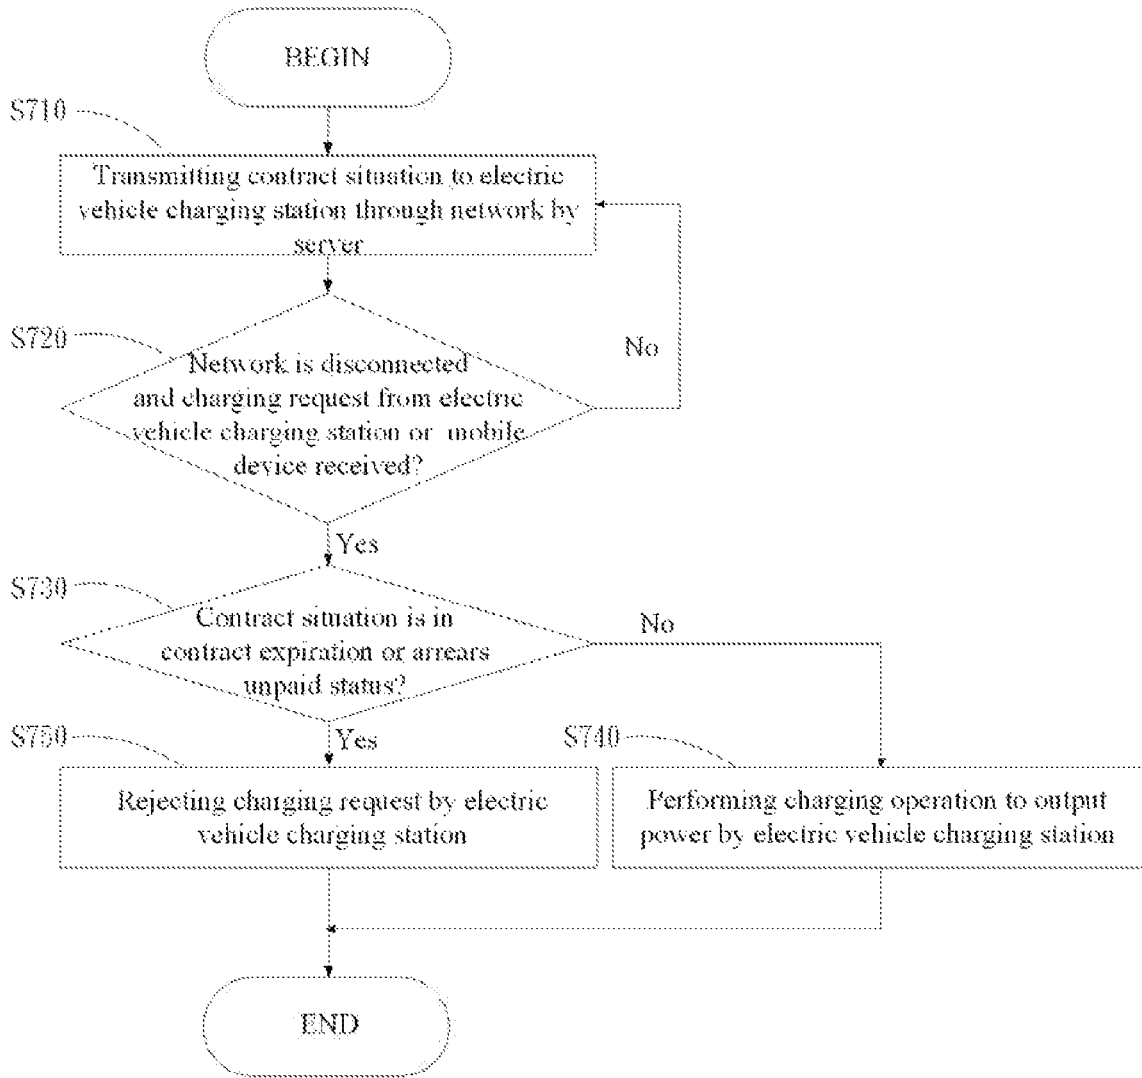 BEGIN
S710
Transmitting contract situation to electric
vehicle charging station through network by
server
S720
Network is disconnected
and charging request from electric
vehicle charging station or mobile
device received?
No
Yes
S730
Contract situation is in
contract expiration or arrears
unpaid status?
No
Yes
S750
Rejecting charging request by electric
vehicle charging station
S740
Performing charging operation to output
power by electric vehicle charging station
END